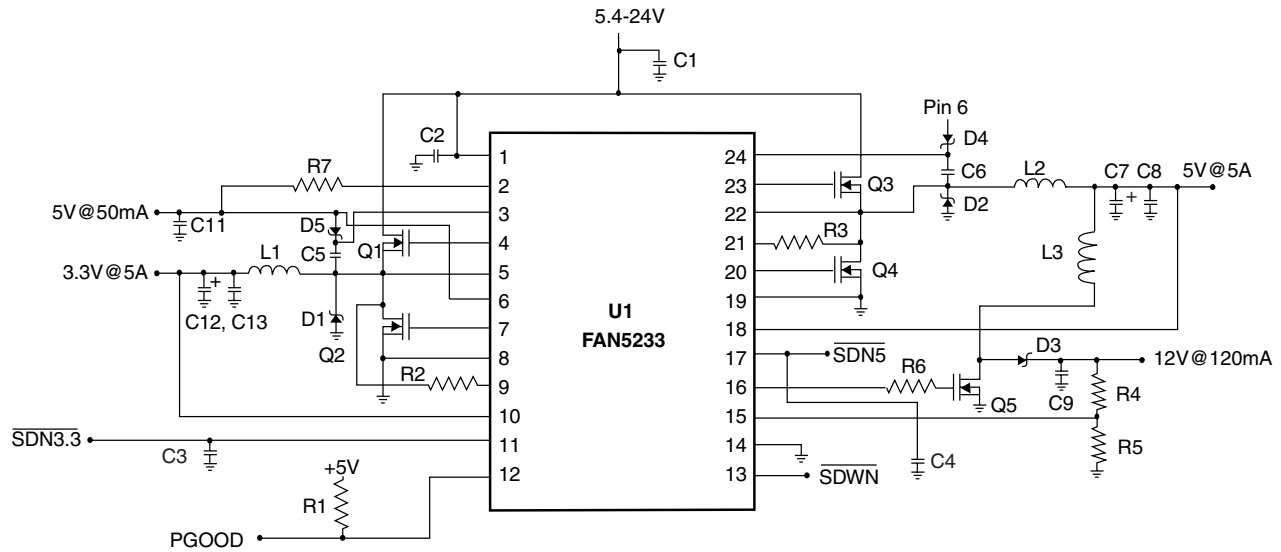 5.4-24V
C1
Pin 6
C2
D4
1
24
R7
C6
L2
C7
C8
5V@5A
2
23
Q3
D2
5V@50mA
C11
3
22
D5
R3
L3
C5
Q1
4
21
3.3V@5A
L1
5
20
Q4
6
19
U1
FAN5233
C12, C13
D1
Q2
7
18
8
17
SDN5
D3
12V@120mA
R2
9
16
R6
Q5
C9
R4
10
15
SDN3.3
11
14
R5
C3
C4
12
13
SDWN
+5V
R1
PGOOD